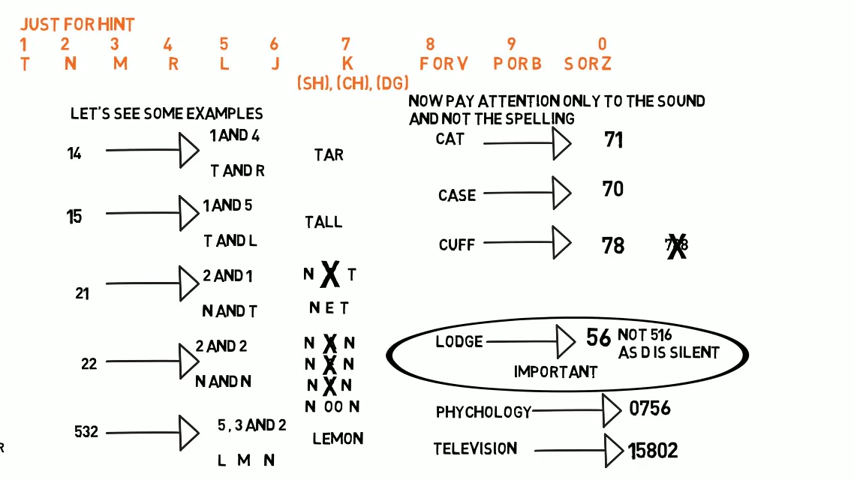 JUST FOR HINT
1 2 3 4 5 6 7 8 9 0
T N M R L J K F OR V P OR B S OR Z
(SH), (CH), (DG)
LET'S SEE SOME EXAMPLES
14 1 AND 4
T AND R
TAR
15 1 AND 5
T AND L
TALL
21 2 AND 1
N AND T
N X T
NET
22 2 AND 2
N AND N
N X N
N X N
N X N
N OO N
532 5, 3 AND 2
L M N
LEMON
NOW PAY ATTENTION ONLY TO THE SOUND
AND NOT THE SPELLING
CAT 71
CASE 70
CUFF 78
LODGE 56 NOT 516
AS D IS SILENT
IMPORTANT
PHYCHOLOGY 0756
TELEVISION 15802
R